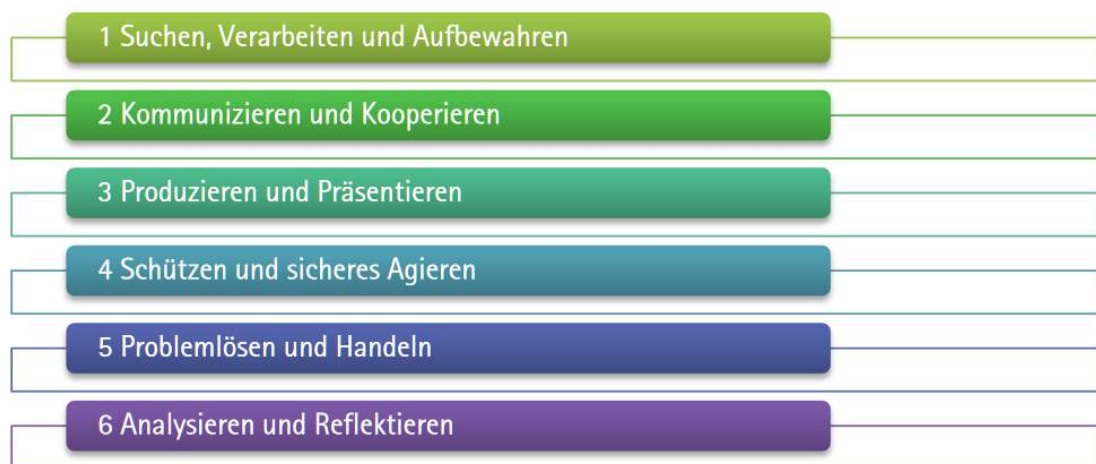 1 Suchen, Verarbeiten und Aufbewahren
2 Kommunizieren und Kooperieren
3 Produzieren und Präsentieren
4 Schützen und sicheres Agieren
5 Problemlösen und Handeln
6 Analysieren und Reflektieren